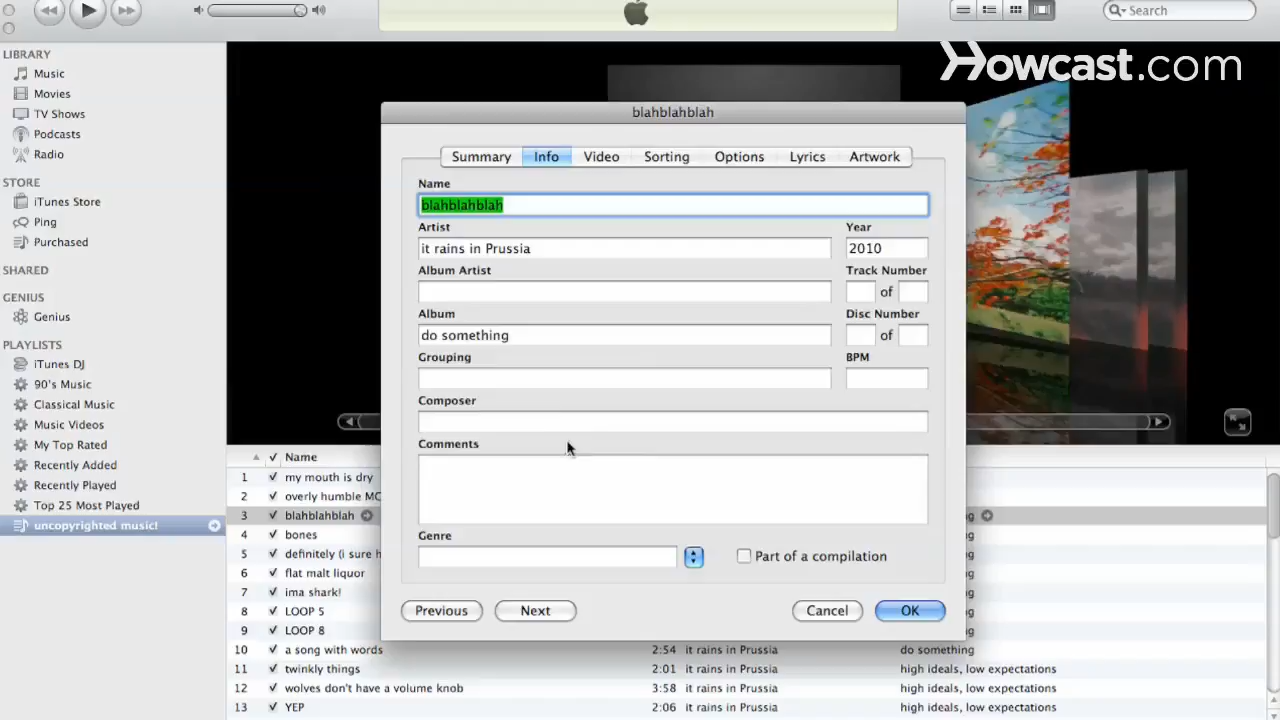 Search
Howcast.com
LIBRARY
Music
Movies
TV Shows
Podcasts
Radio
STORE
iTunes Store
Ping
Purchased
SHARED
GENIUS
Genius
PLAYLISTS
iTunes DJ
90's Music
Classical Music
Music Videos
My Top Rated
Recently Added
Recently Played
Top 25 Most Played
uncopyrighted music!
blahblahblah
Summary Info Video Sorting Options Lyrics Artwork
Name
blahblahblah
Artist Year
it rains in Prussia 2010
Album Artist Track Number
of
Album Disc Number
do something of
Grouping BPM
Composer
Comments
Genre
Part of a compilation
Previous Next Cancel OK
Name
1 my mouth is dry
2 overly humble
3 blahblahblah
4 bones
5 definitely (i sure
6 flat malt liquor
7 ima shark!
8 LOOP 5
9 LOOP 8
10 a song with words 2:54 it rains in Prussia do something
11 twinkly things 2:01 it rains in Prussia high ideals, low expectations
12 wolves don't have a volume knob 3:58 it rains in Prussia high ideals, low expectations
13 YEP 2:06 it rains in Prussia high ideals, low expectations